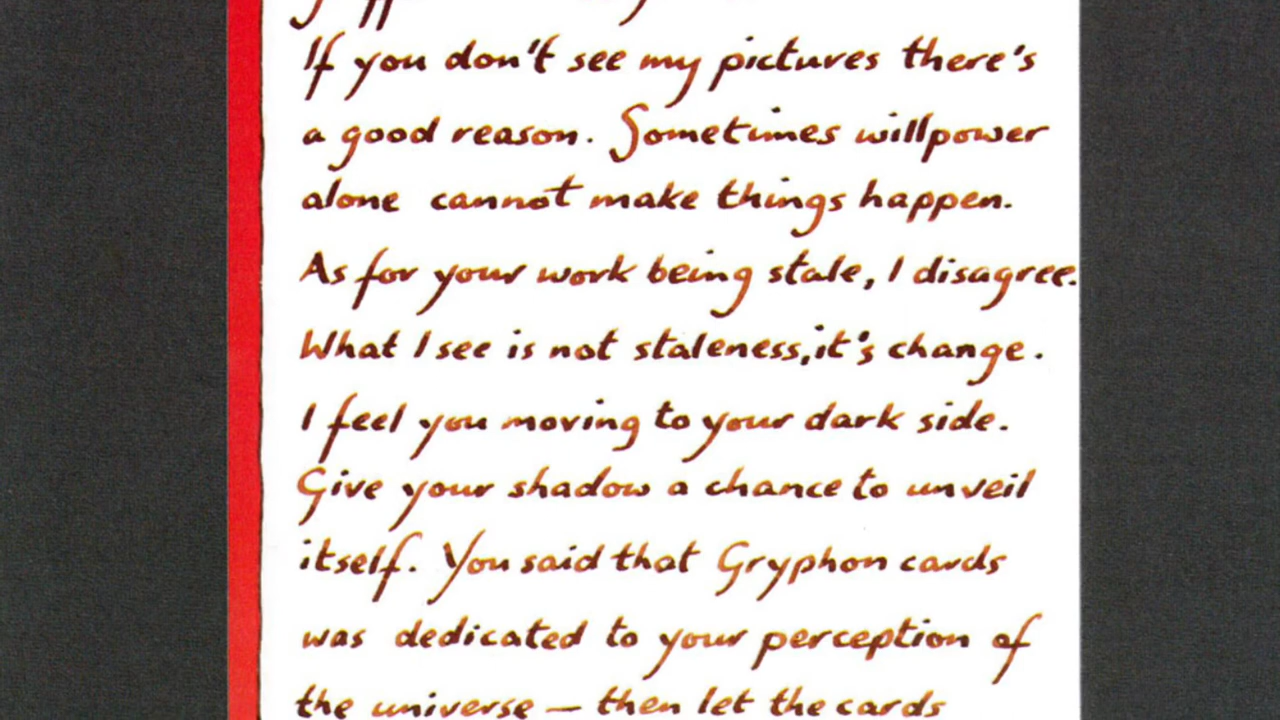 If you don't see my pictures there's
a good reason. Sometimes willpower
alone cannot make things happen.
As for your work being stale, I disagree.
What I see is not staleness, it's change.
I feel you moving to your dark side.
Give your shadow a chance to unveil
itself. You said that Gryphon cards
was dedicated to your perception of
the universe — then let the cards